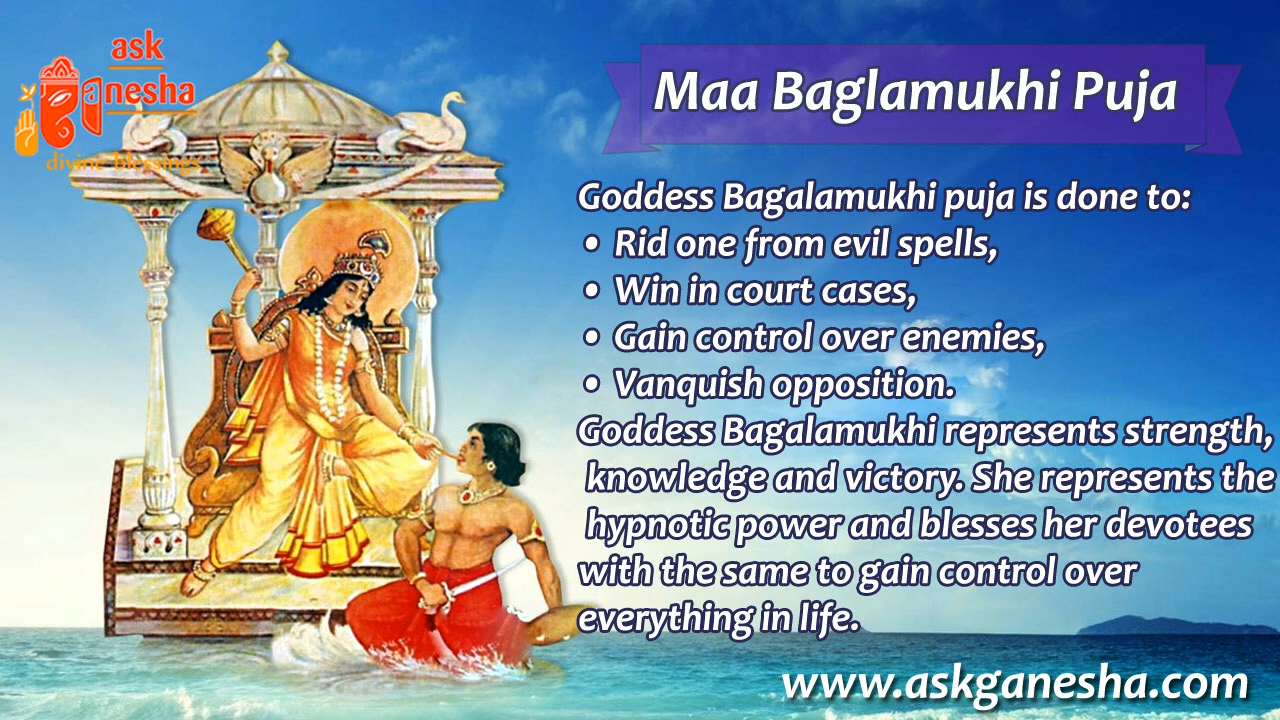 ask
Ganesha
divine blessings
Maa Baglamukhi Puja
Goddess Bagalamukhi puja is done to:
• Rid one from evil spells,
• Win in court cases,
• Gain control over enemies,
• Vanquish opposition.
Goddess Bagalamukhi represents strength,
knowledge and victory. She represents the
hypnotic power and blesses her devotees
with the same to gain control over
everything in life.
www.askganesha.com